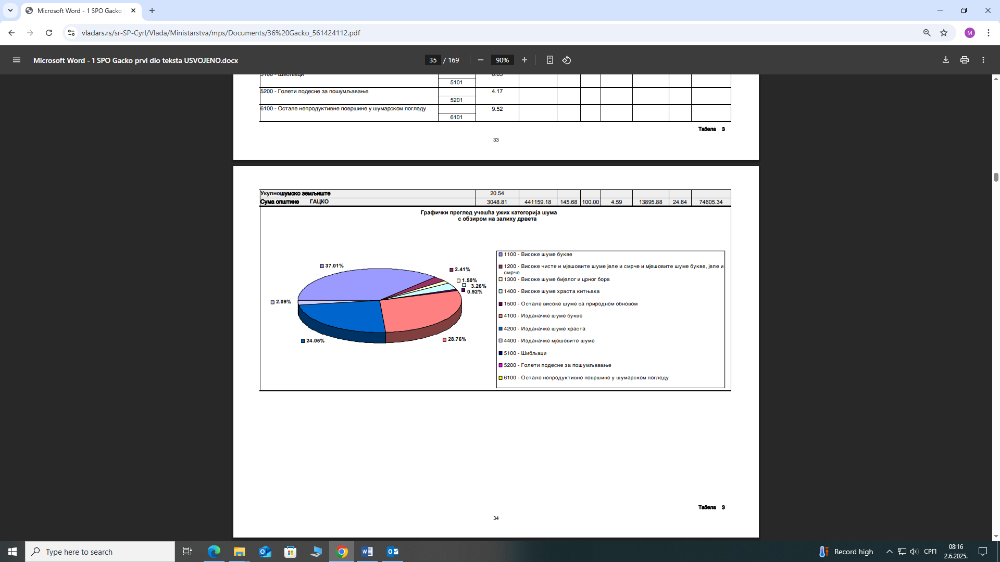 Microsoft Word - 1 SPO Gacko
vladars.rs/sr-SP-Cyrl/Vlada/Ministarstva/mps/Documents/36%20Gacko_561424112.pdf
M
Microsoft Word - 1 SPO Gacko prvi dio teksta USVOJENO.docx
35 / 169
90%
5101
5200 - Голети подесне за пошумљавање 4.17
5201
6100 - Остале непродуктивне површине у шумарском погледу 9.52
6101
Табела 3
33
Укупношумско земљиште 20.54
Сума општине ГАЦКО 3048.81 441159.18 145.68 100.00 4.59 13895.88 24.64 74605.34
Графички преглед учешћа ужих категорија шума
с обзиром на залиху дрвета
37.01%
2.41%
1.50%
3.26%
0.92%
2.09%
24.05%
28.76%
1100 - Високе шуме букве
1200 - Високе чисте и мјешовите шуме јеле и смрче и мјешовите шуме букве, јеле и
смрче
1300 - Високе шуме бијелог и црног бора
1400 - Високе шуме храста китњака
1500 - Остале високе шуме са природном обновом
4100 - Изданачке шуме букве
4200 - Изданачке шуме храста
4400 - Изданачке мјешовите шуме
5100 - Шибљаци
5200 - Голети подесне за пошумљавање
6100 - Остале непродуктивне површине у шумарском погледу
Табела 3
34
Type here to search
Record high
СРП
08:16
2.6.2025.